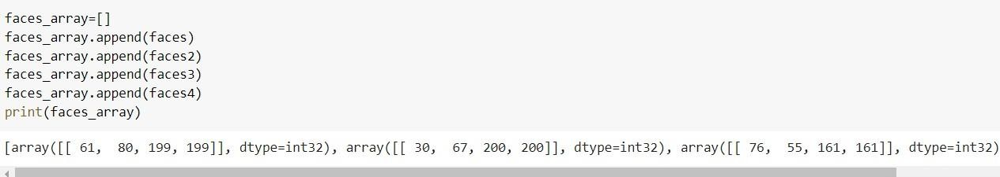 faces_array=[]
faces_array.append(faces)
faces_array.append(faces2)
faces_array.append(faces3)
faces_array.append(faces4)
print(faces_array)
[array([[ 61,  80, 199, 199]], dtype=int32), array([[ 30,  67, 200, 200]], dtype=int32), array([[ 76,  55, 161, 161]], dtype=int32)